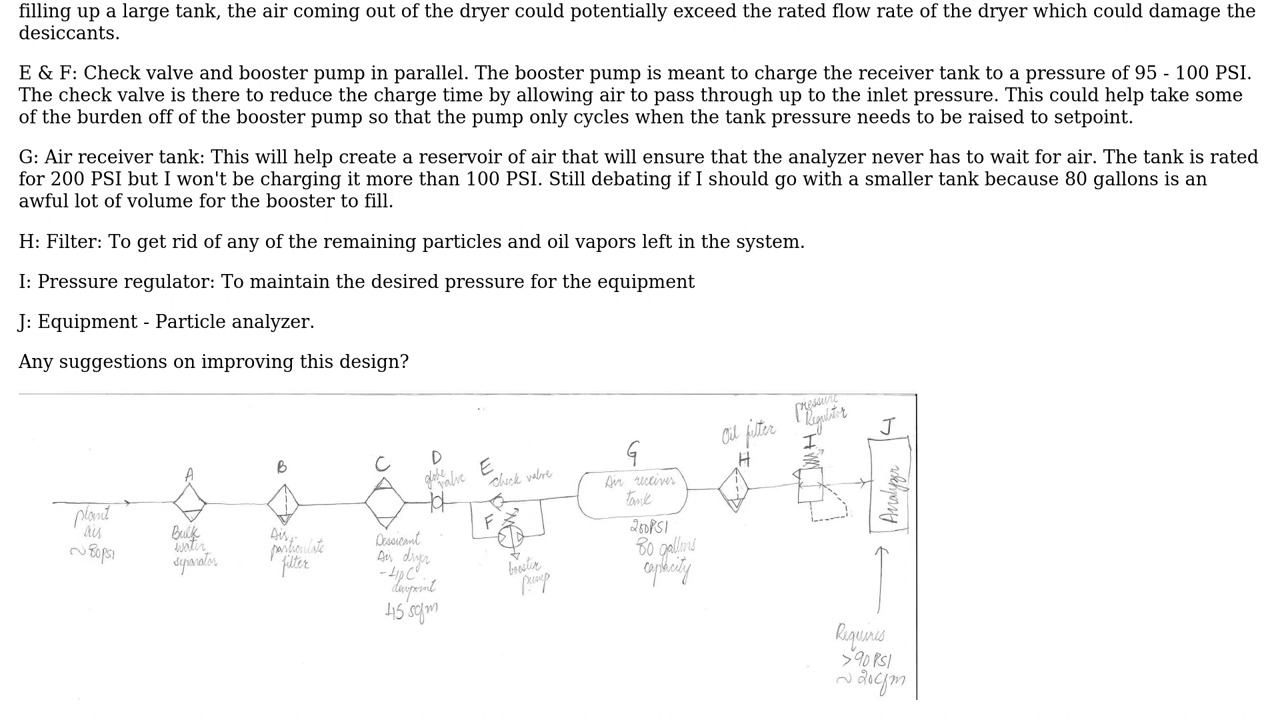 filling up a large tank, the air coming out of the dryer could potentially exceed the rated flow rate of the dryer which could damage the
desiccants.
E & F: Check valve and booster pump in parallel. The booster pump is meant to charge the receiver tank to a pressure of 95 - 100 PSI.
The check valve is there to reduce the charge time by allowing air to pass through up to the inlet pressure. This could help take some
of the burden off of the booster pump so that the pump only cycles when the tank pressure needs to be raised to setpoint.
G: Air receiver tank: This will help create a reservoir of air that will ensure that the analyzer never has to wait for air. The tank is rated
for 200 PSI but I won't be charging it more than 100 PSI. Still debating if I should go with a smaller tank because 80 gallons is an
awful lot of volume for the booster to fill.
H: Filter: To get rid of any of the remaining particles and oil vapors left in the system.
I: Pressure regulator: To maintain the desired pressure for the equipment
J: Equipment - Particle analyzer.
Any suggestions on improving this design?
plant
air
~80PSI
A
Bulk
water
separator
B
Air
particulate
filter
C
Dessicant
Air dryer
-40C
dewpoint
45 scfm
D
globe
valve
E
check valve
F
booster
pump
G
Air receiver
tank
200PSI
80 gallons
capacity
Oil filter
H
Pressure
Regulator
I
J
Analyzer
Requires
>90PSI
~20cfm